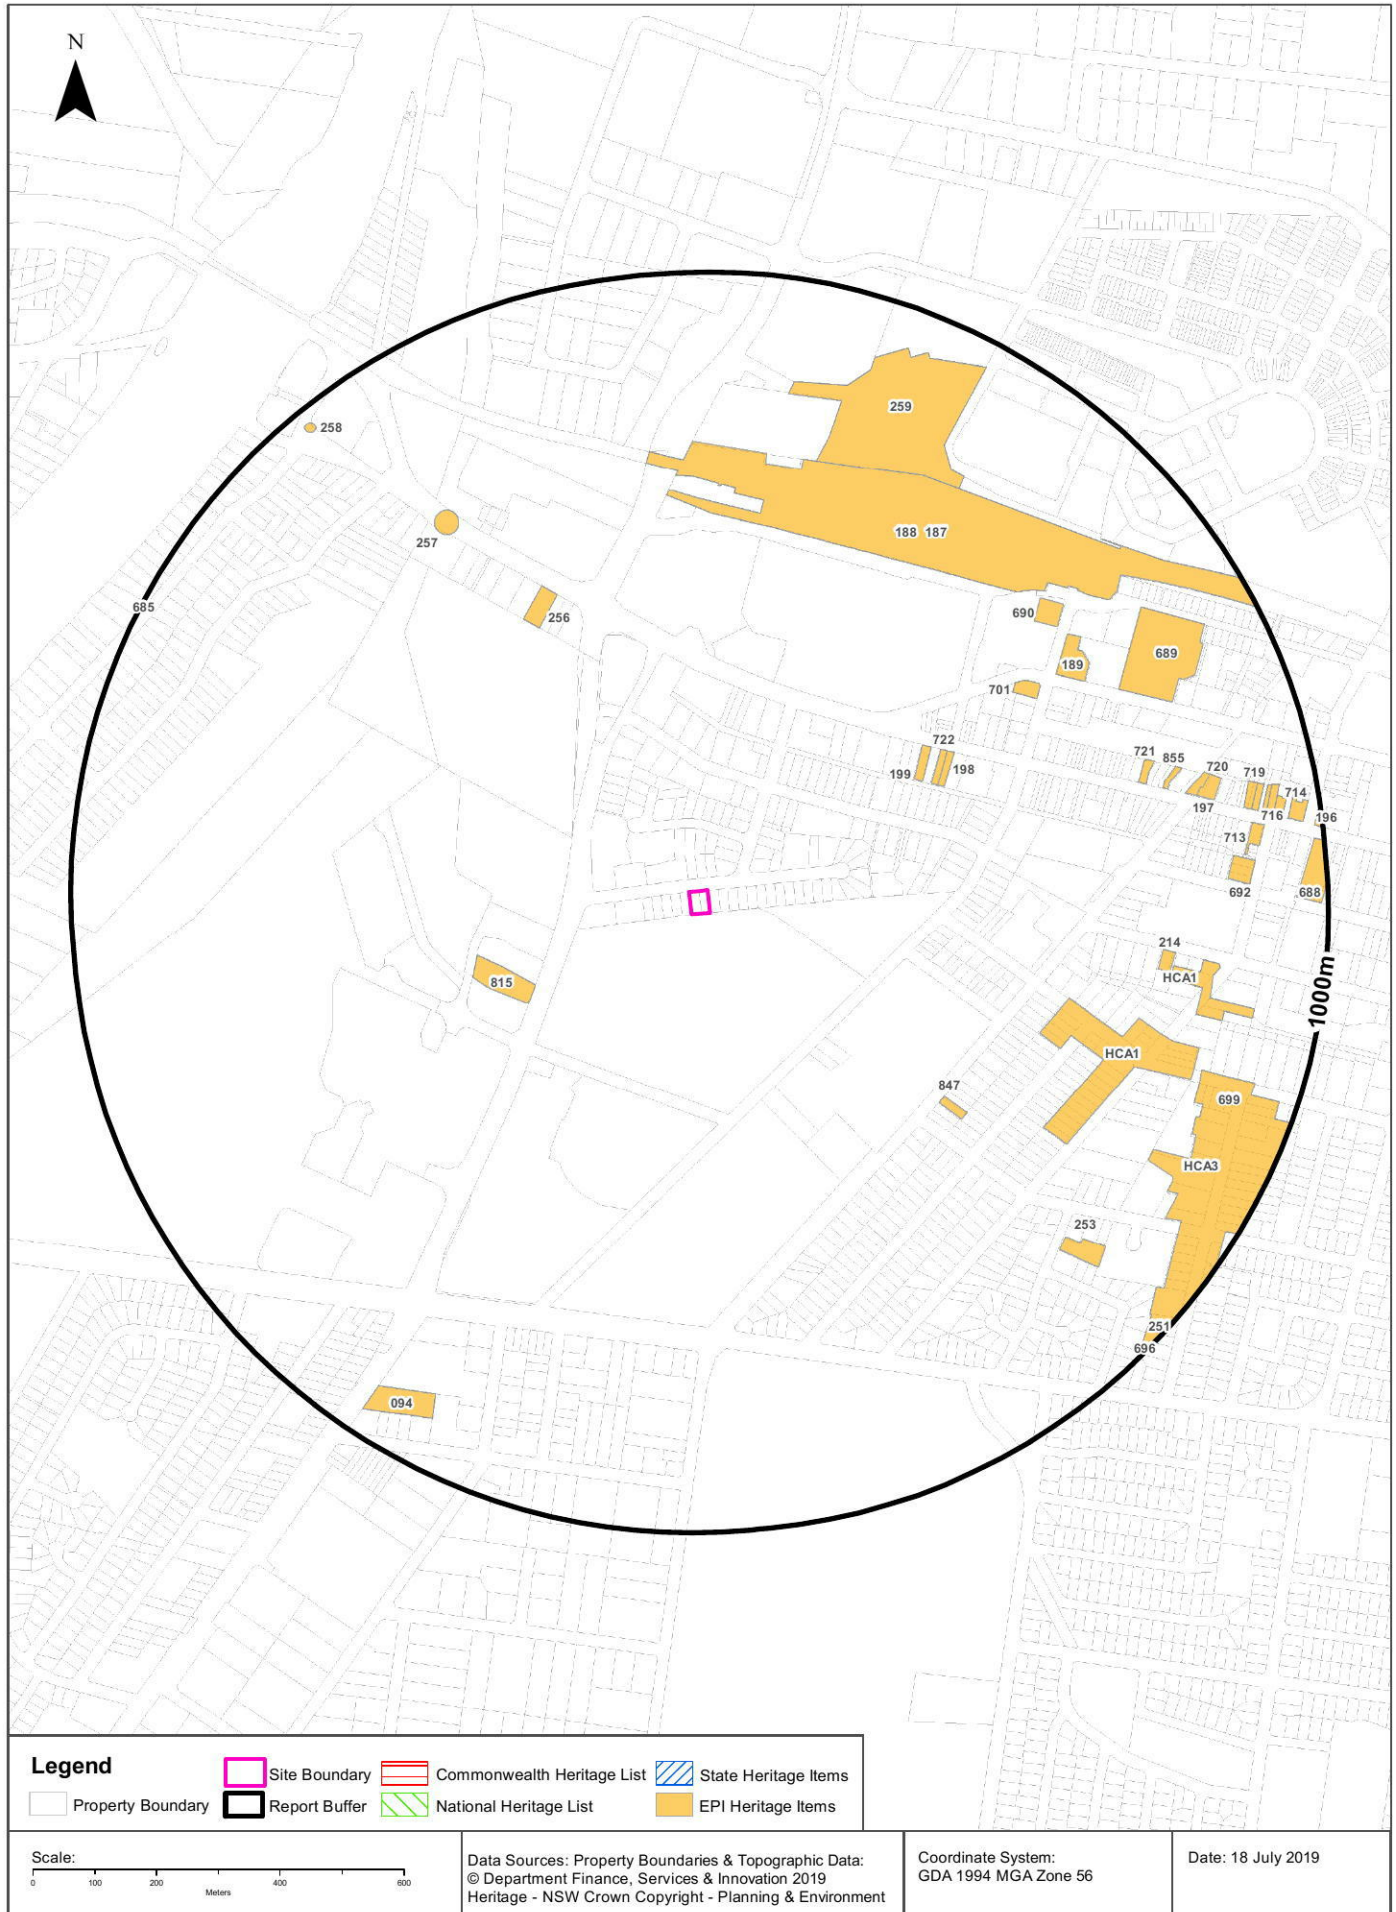 N
259
258
188 187
257
256
685
690
189
689
701
722
199
198
721
855
720
719
714
197
716
196
713
692
688
214
HCA1
815
1000m
HCA1
847
699
HCA3
253
251
696
094
Legend
Site Boundary
Commonwealth Heritage List
State Heritage Items
Property Boundary
Report Buffer
National Heritage List
EPI Heritage Items
Scale:
0 100 200 400 600
Meters
Data Sources: Property Boundaries & Topographic Data:
© Department Finance, Services & Innovation 2019
Heritage - NSW Crown Copyright - Planning & Environment
Coordinate System:
GDA 1994 MGA Zone 56
Date: 18 July 2019